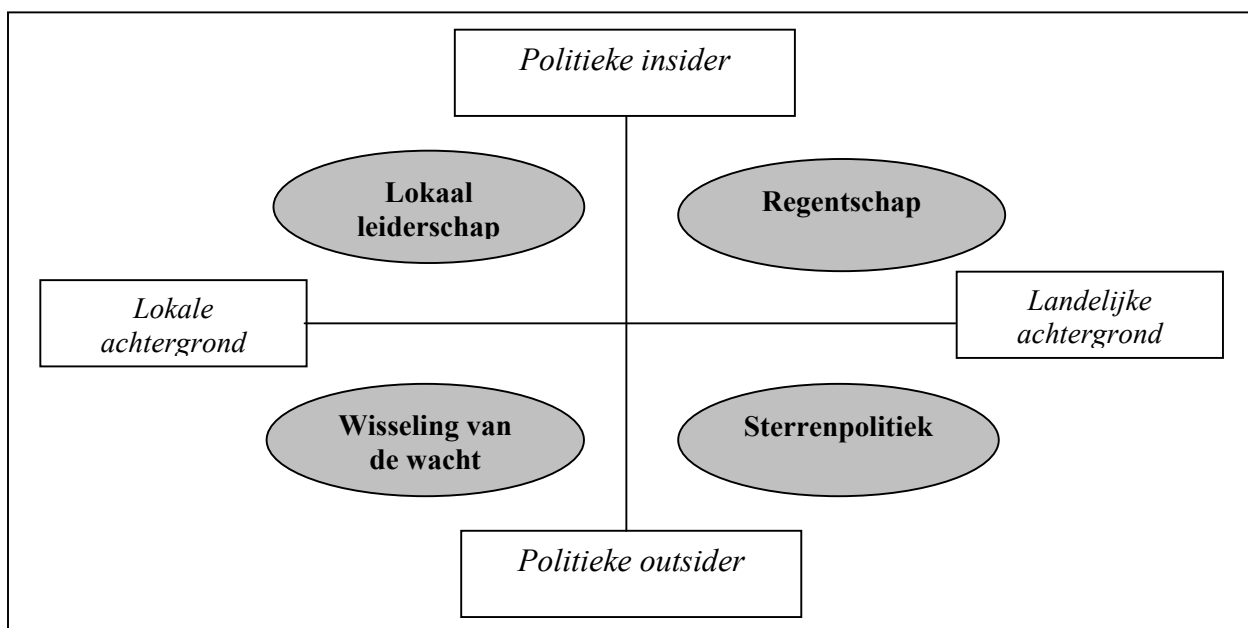 Politieke insider
Lokaal
leiderschap
Regentschap
Lokale
achtergrond
Landelijke
achtergrond
Wisseling van
de wacht
Sterrenpolitiek
Politieke outsider